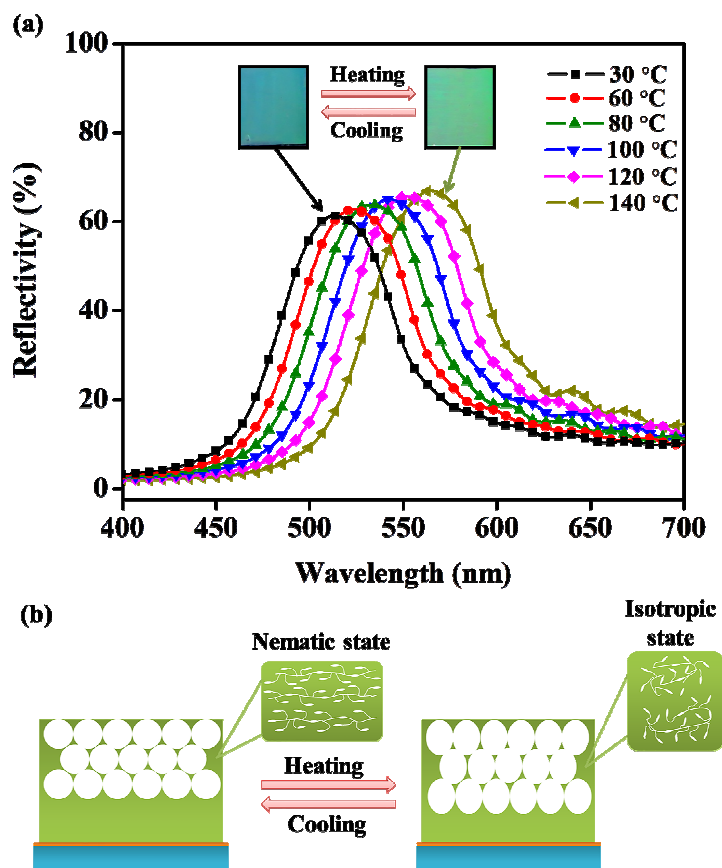 (a)
100
80
60
40
20
0
Reflectivity (%)
Heating
Cooling
30 °C
60 °C
80 °C
100 °C
120 °C
140 °C
400 450 500 550 600 650 700
Wavelength (nm)
(b)
Nematic state
Isotropic
state
Heating
Cooling